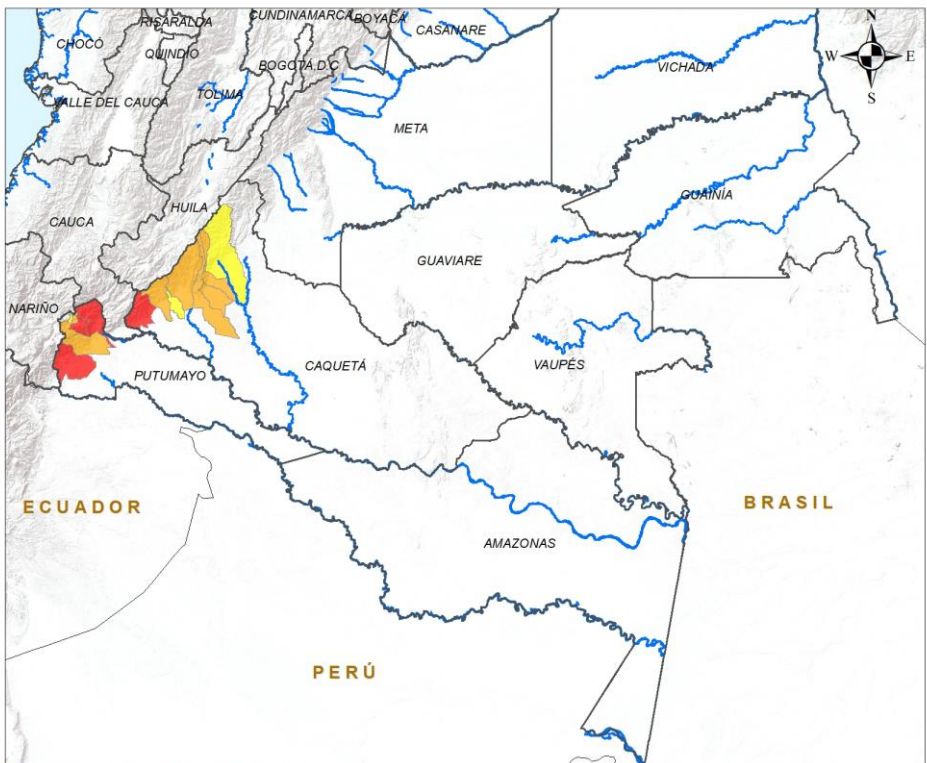 CUNDINAMARCA
BOYACÁ
RISARALDA
CASANARE
N
CHOCÓ
QUINDÍO
BOGOTÁ,D.C
VICHADA
W
E
TOLIMA
S
VALLE DEL CAUCA
META
GUAINÍA
HUILA
CAUCA
GUAVIARE
NARIÑO
CAQUETÁ
VAUPÉS
PUTUMAYO
ECUADOR
BRASIL
AMAZONAS
PERÚ